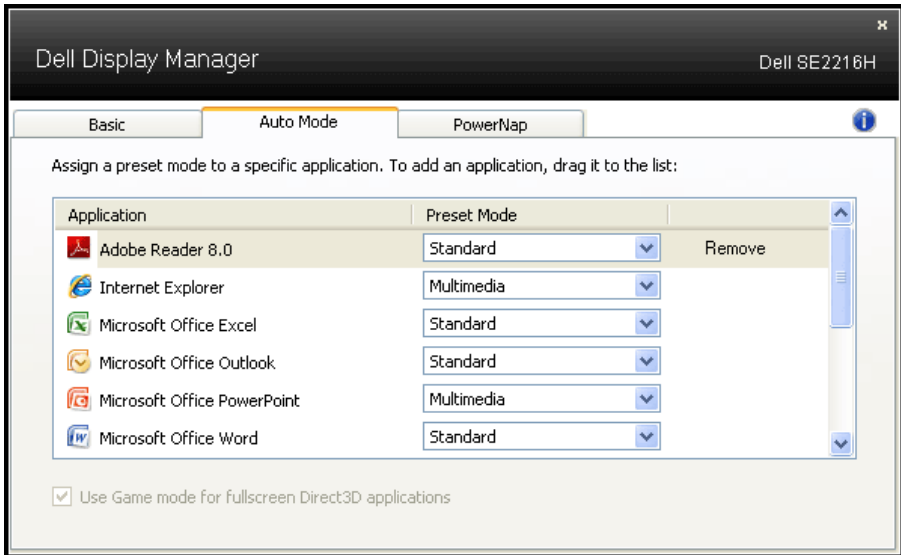 x
Dell Display Manager
Dell SE2216H
Basic Auto Mode PowerNap i
Assign a preset mode to a specific application. To add an application, drag it to the list:
Application Preset Mode
Adobe Reader 8.0 Standard Remove
Internet Explorer Multimedia
Microsoft Office Excel Standard
Microsoft Office Outlook Standard
Microsoft Office PowerPoint Multimedia
Microsoft Office Word Standard
Use Game mode for fullscreen Direct3D applications